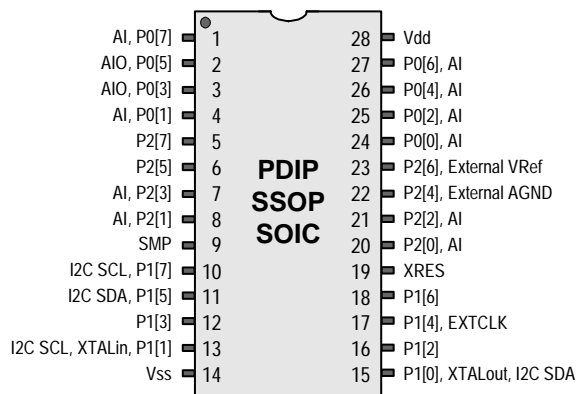 AI, P0[7] 1 28 Vdd
AIO, P0[5] 2 27 P0[6], AI
AIO, P0[3] 3 26 P0[4], AI
AI, P0[1] 4 25 P0[2], AI
P2[7] 5 24 P0[0], AI
P2[5] 6 PDIP 23 P2[6], External VRef
AI, P2[3] 7 SSOP 22 P2[4], External AGND
AI, P2[1] 8 SOIC 21 P2[2], AI
SMP 9 20 P2[0], AI
I2C SCL, P1[7] 10 19 XRES
I2C SDA, P1[5] 11 18 P1[6]
P1[3] 12 17 P1[4], EXTCLK
I2C SCL, XTALin, P1[1] 13 16 P1[2]
Vss 14 15 P1[0], XTALout, I2C SDA